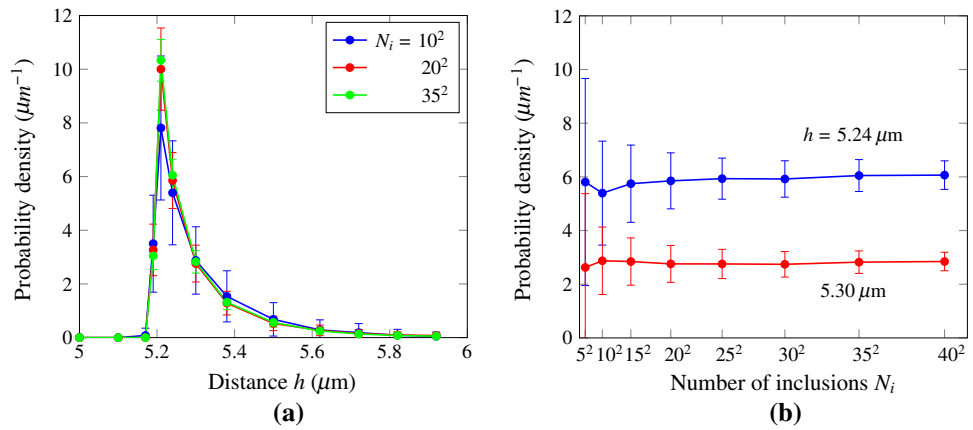 12
10
8
6
4
2
0
Probability density (μm⁻¹)
Nᵢ = 10²
20²
35²
5 5.2 5.4 5.6 5.8 6
Distance h (μm)
(a)
12
10
8
6
4
2
0
Probability density (μm⁻¹)
h = 5.24 μm
5.30 μm
5² 10² 15² 20² 25² 30² 35² 40²
Number of inclusions Nᵢ
(b)